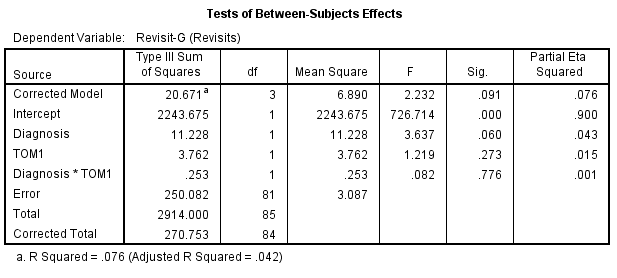 Tests of Between-Subjects Effects
Dependent Variable: Revisit-G (Revisits)
Source Type III Sum of Squares df Mean Square F Sig. Partial Eta Squared
Corrected Model 20.671a 3 6.890 2.232 .091 .076
Intercept 2243.675 1 2243.675 726.714 .000 .900
Diagnosis 11.228 1 11.228 3.637 .060 .043
TOM1 3.762 1 3.762 1.219 .273 .015
Diagnosis * TOM1 .253 1 .253 .082 .776 .001
Error 250.082 81 3.087
Total 2914.000 85
Corrected Total 270.753 84
a. R Squared = .076 (Adjusted R Squared = .042)